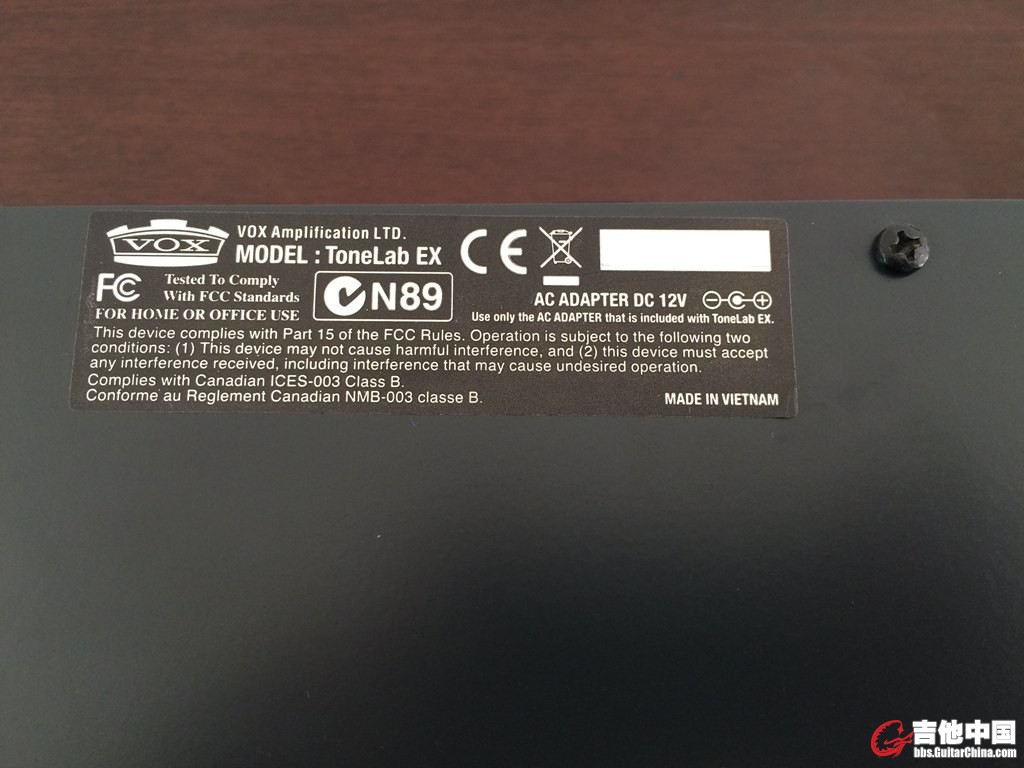 VOX
VOX Amplification LTD.
MODEL : ToneLab EX
CE
FC
Tested To Comply
With FCC Standards
FOR HOME OR OFFICE USE
N89
AC ADAPTER DC 12V
Use only the AC ADAPTER that is included with ToneLab EX.
This device complies with Part 15 of the FCC Rules. Operation is subject to the following two
conditions: (1) This device may not cause harmful interference, and (2) this device must accept
any interference received, including interference that may cause undesired operation.
Complies with Canadian ICES-003 Class B.
Conforme au Reglement Canadian NMB-003 classe B.
MADE IN VIETNAM
吉他中国
bbs.GuitarChina.com